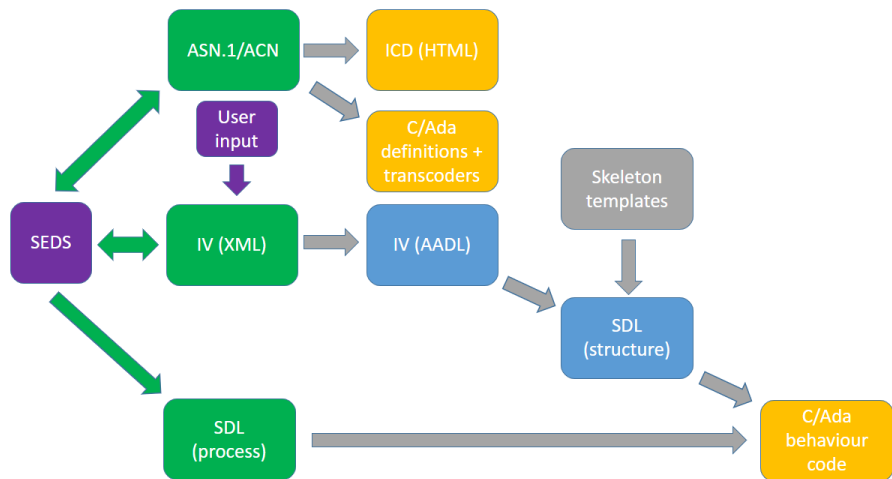 ASN.1/ACN
ICD (HTML)
User
input
C/Ada
definitions +
transcoders
Skeleton
templates
SEDS
IV (XML)
IV (AADL)
SDL
(structure)
SDL
(process)
C/Ada
behaviour
code